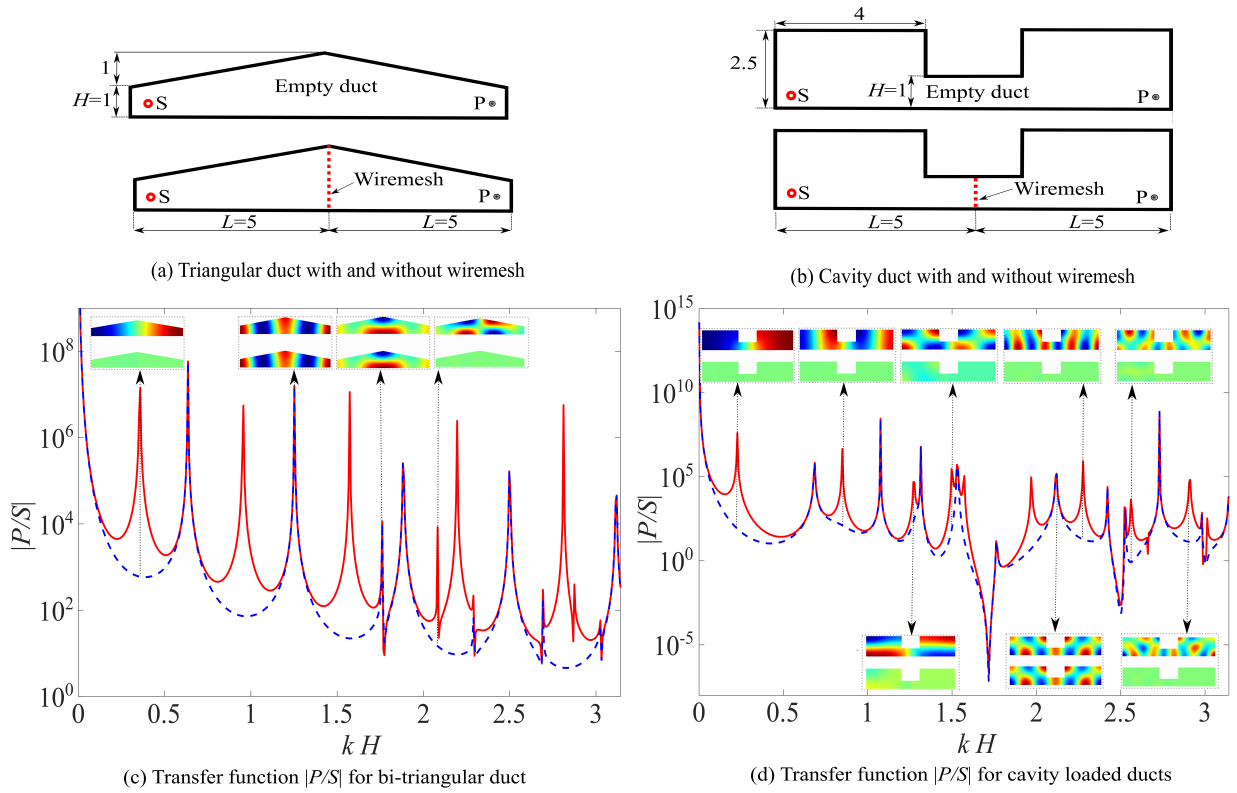 1
H=1
Empty duct
S
P
Wiremesh
S
P
L=5
L=5
(a) Triangular duct with and without wiremesh
4
2.5
H=1
Empty duct
S
P
Wiremesh
S
P
L=5
L=5
(b) Cavity duct with and without wiremesh
|P/S|
10^8
10^6
10^4
10^2
10^0
0
0.5
1
1.5
2
2.5
3
k H
(c) Transfer function |P/S| for bi-triangular duct
|P/S|
10^15
10^10
10^5
10^0
10^-5
0
0.5
1
1.5
2
2.5
3
k H
(d) Transfer function |P/S| for cavity loaded ducts